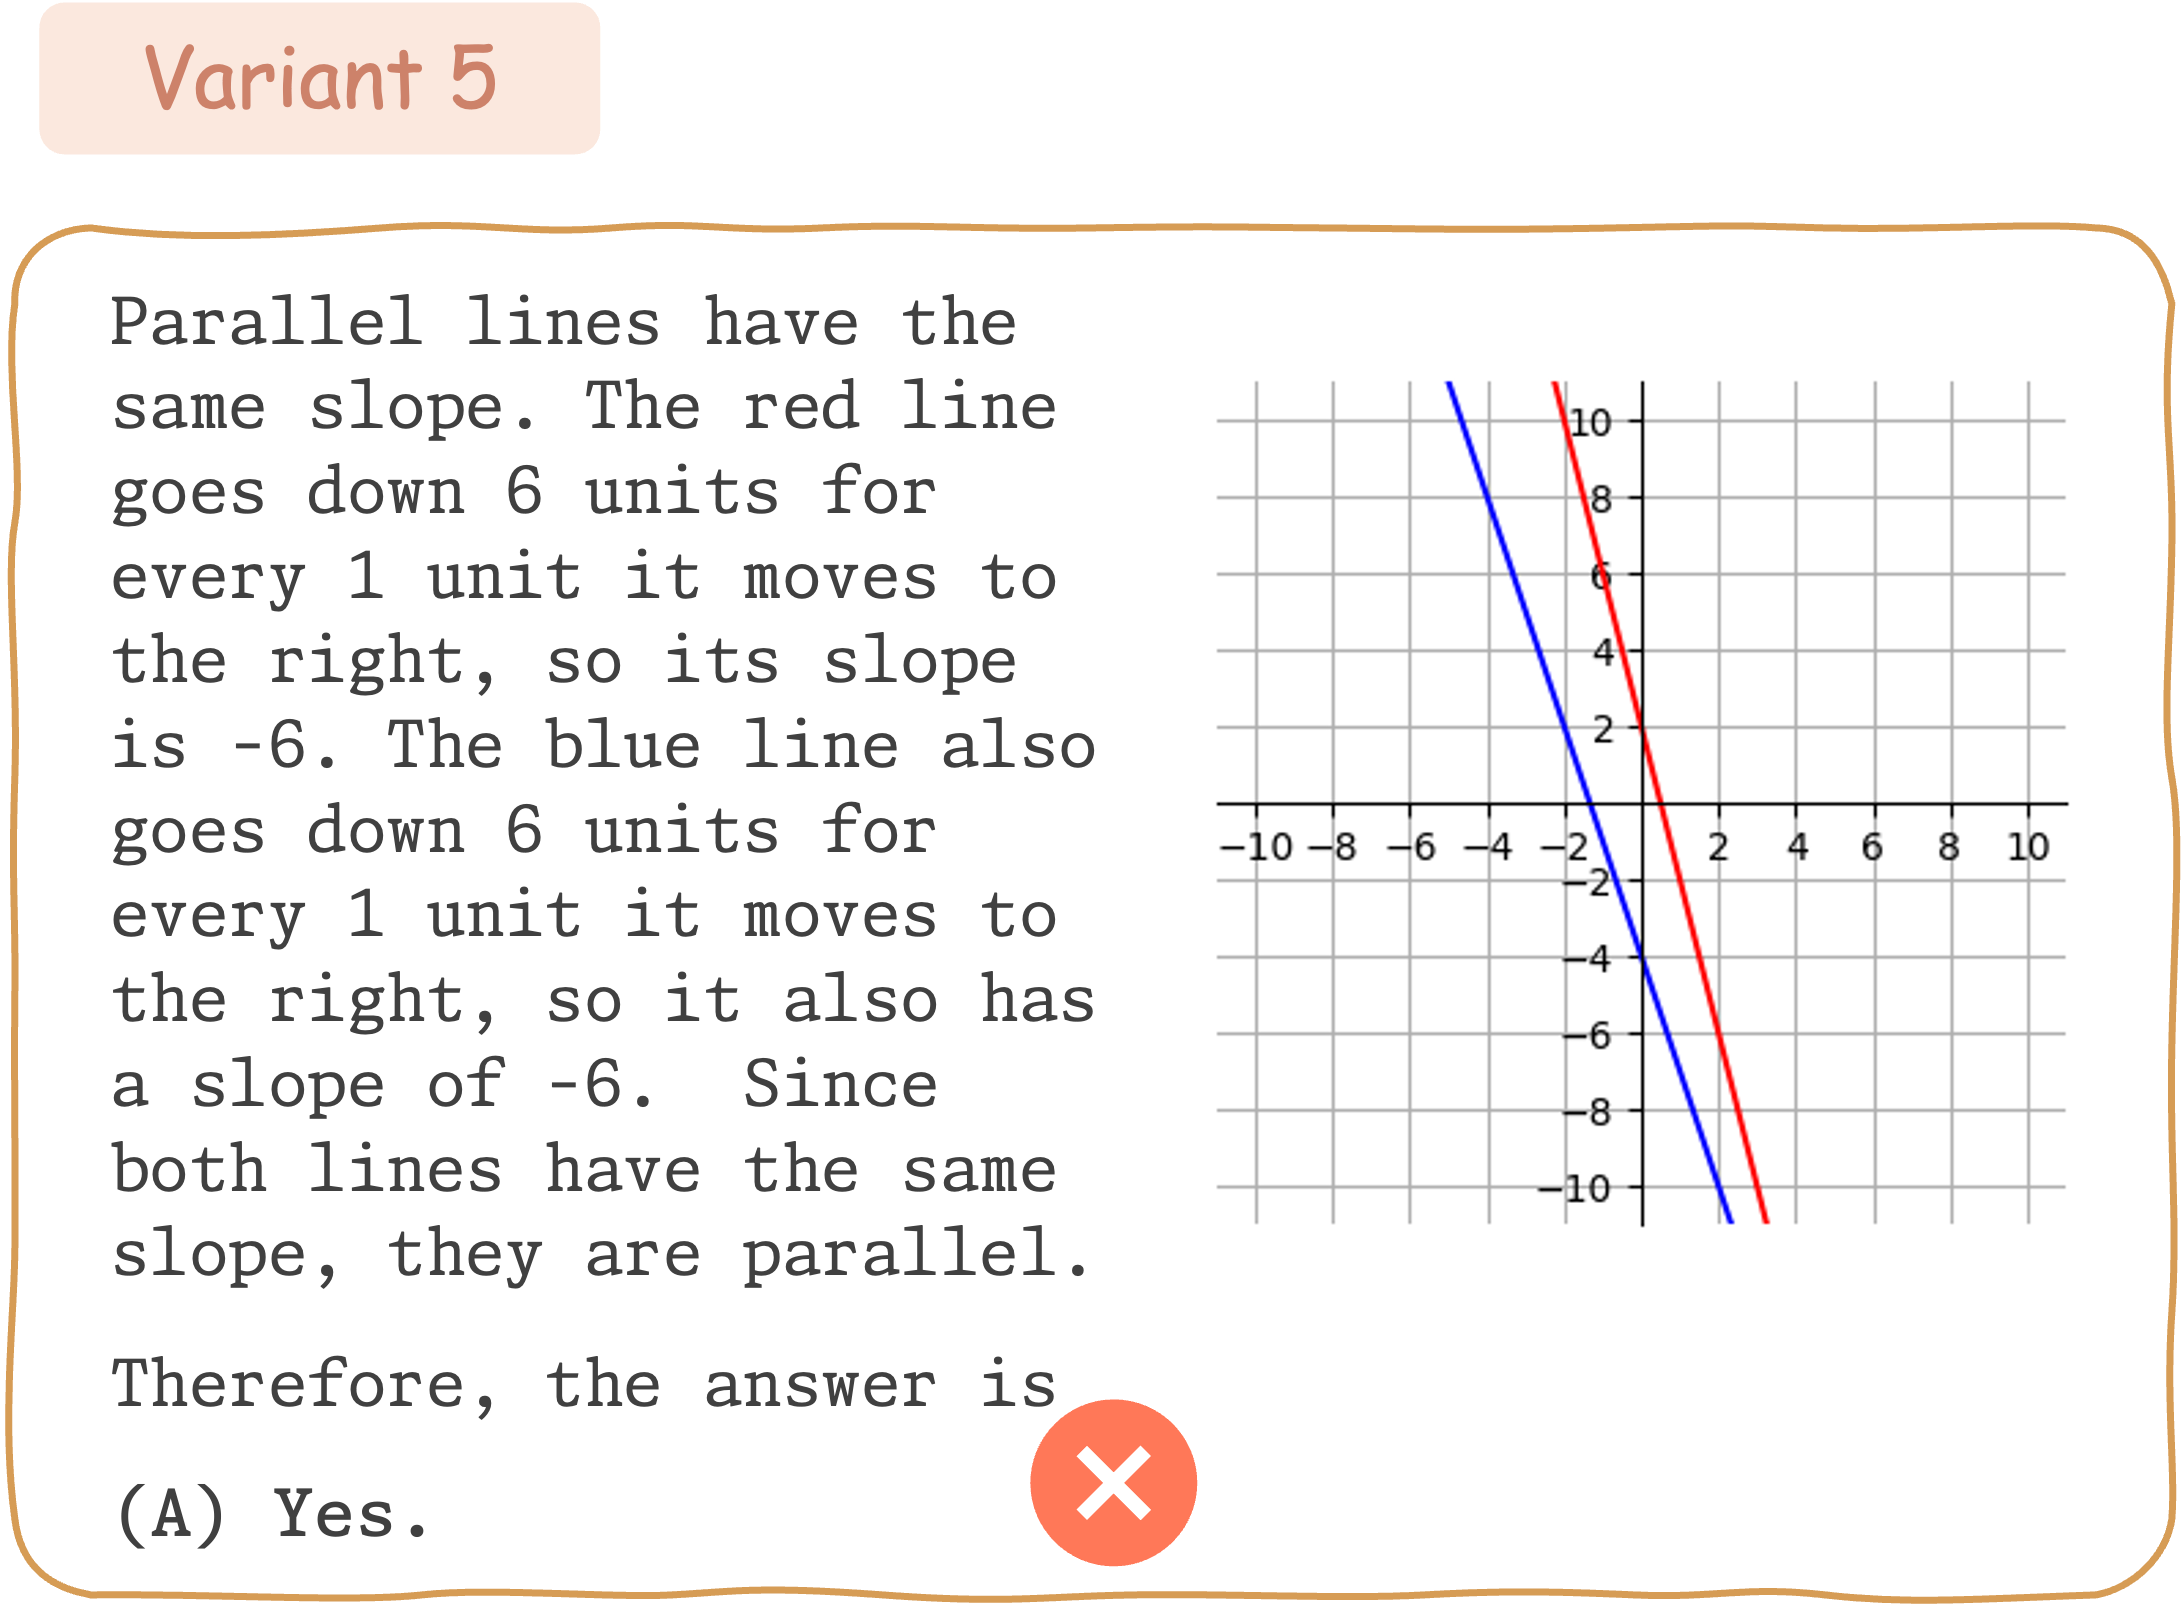 Variant 5
Parallel lines have the
same slope. The red line
goes down 6 units for
every 1 unit it moves to
the right, so its slope
is -6. The blue line also
goes down 6 units for
every 1 unit it moves to
the right, so it also has
a slope of -6. Since
both lines have the same
slope, they are parallel.
Therefore, the answer is
(A) Yes.
10
8
6
4
2
−10 −8 −6 −4 −2 2 4 6 8 10
−2
−4
−6
−8
−10